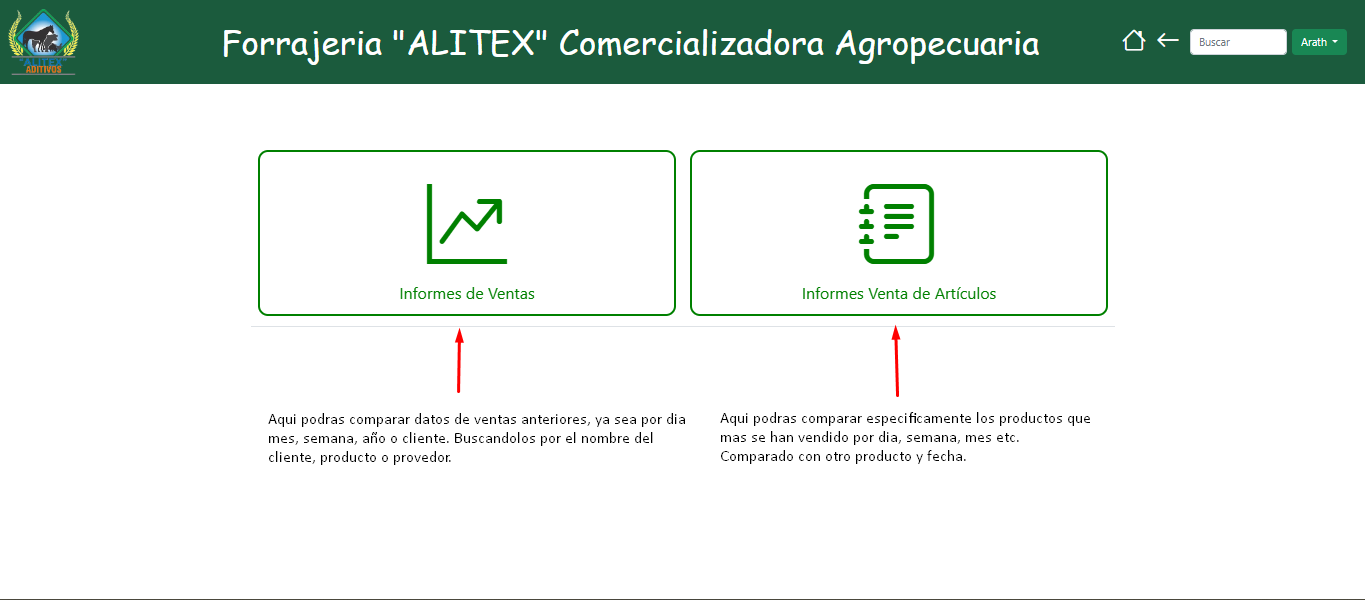 "ALITEX"
ADITIVOS
Forrajeria "ALITEX" Comercializadora Agropecuaria
Buscar
Arath
Informes de Ventas
Informes Venta de Artículos
Aqui podras comparar datos de ventas anteriores, ya sea por dia
mes, semana, año o cliente. Buscandolos por el nombre del
cliente, producto o provedor.
Aqui podras comparar especificamente los productos que
mas se han vendido por dia, semana, mes etc.
Comparado con otro producto y fecha.